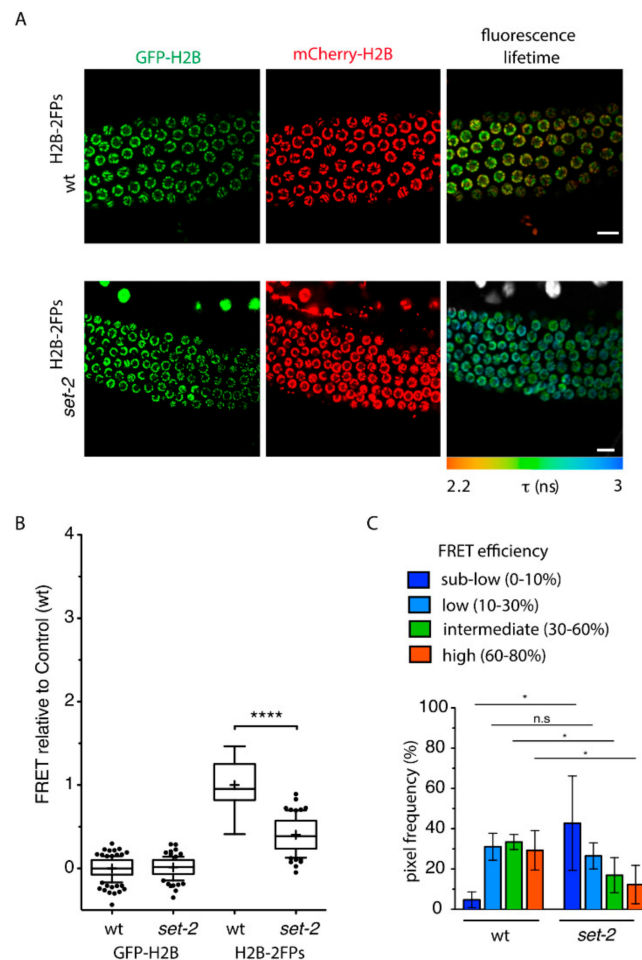 A
GFP-H2B
mCherry-H2B
fluorescence
lifetime
H2B-2FPs
wt
H2B-2FPs
set-2
2.2
τ (ns)
3
B
FRET relative to Control (wt)
4
3
2
1
0
****
wt
set-2
wt
set-2
GFP-H2B
H2B-2FPs
C
FRET efficiency
sub-low (0-10%)
low (10-30%)
intermediate (30-60%)
high (60-80%)
pixel frequency (%)
100
80
60
40
20
0
*
n.s
*
*
wt
set-2